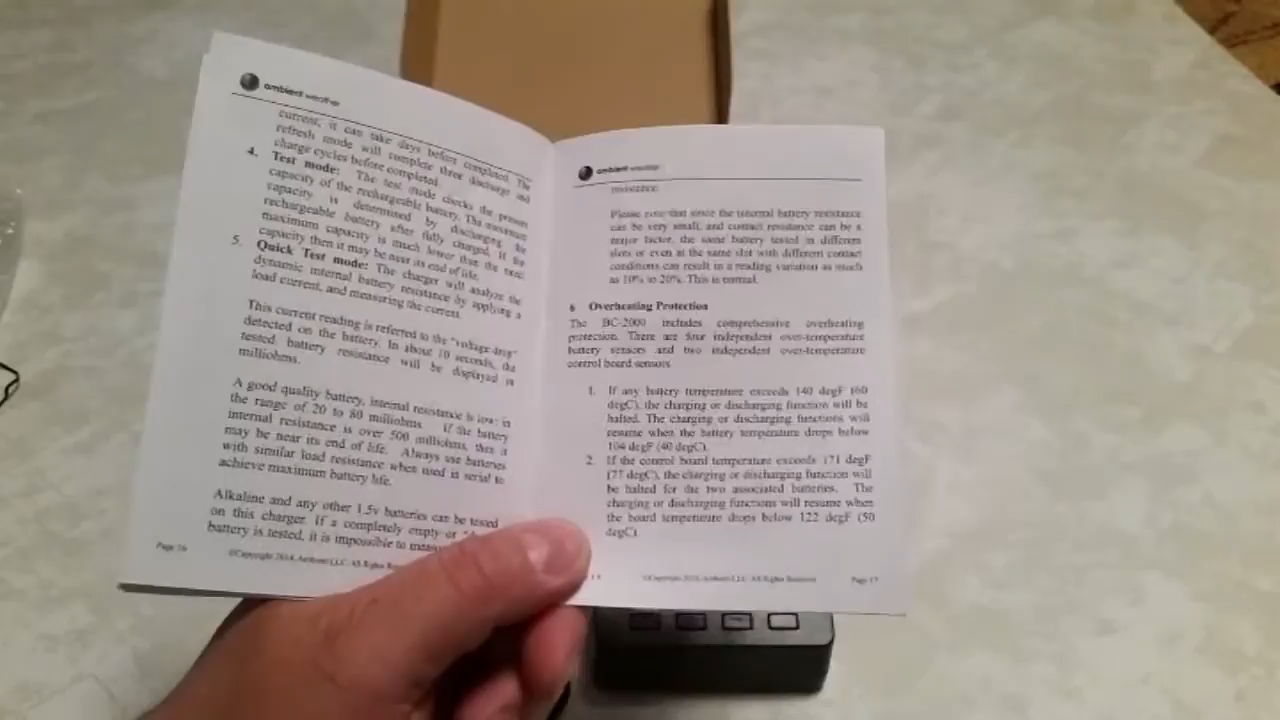 ambient weather
current, it can take days before completed. The
refresh mode will complete three discharge and
charge cycles before completed.
4. Test mode: The test mode checks the present
capacity of the rechargeable battery. The maximum
capacity is determined by discharging the
rechargeable battery after fully charged. If the
maximum capacity is much lower than the
capacity then it may be near its end of life.
5. Quick Test mode: The charger will analyze the
dynamic internal battery resistance by applying a
load current, and measuring the current.
This current reading is referred to the "voltage drop"
detected on the battery. In about 10 seconds, the
tested battery resistance will be displayed in
milliohms.
A good quality battery, internal resistance is low: in
the range of 20 to 80 milliohms. If the battery
internal resistance is over 500 milliohms, then it
may be near its end of life. Always use batteries
with similar load resistance when used in serial to
achieve maximum battery life.
Alkaline and any other 1.5v batteries can be tested
on this charger. If a completely empty or
battery is tested, it is impossible to
Page 16
©Copyright 2014, Ambient LLC. All Rights
ambient weather
resistance.
Please note that since the internal battery resistance
can be very small, and contact resistance can be a
major factor, the same battery tested in different
slots or even at the same slot with different contact
conditions can result in a reading variation as much
as 10% to 20%. This is normal.
6 Overheating Protection
The BC-2000 includes comprehensive overheating
protection. There are four independent over-temperature
battery sensors and two independent over-temperature
control board sensors
1. If any battery temperature exceeds 140 degF (60
degC), the charging or discharging function will be
halted. The charging or discharging functions will
resume when the battery temperature drops below
104 degF (40 degC).
2. If the control board temperature exceeds 171 degF
(77 degC), the charging or discharging function will
be halted for the two associated batteries. The
charging or discharging functions will resume when
the board temperature drops below 122 degF (50
degC).
©Copyright 2014, Ambient LLC. All Rights Reserved.
Page 17